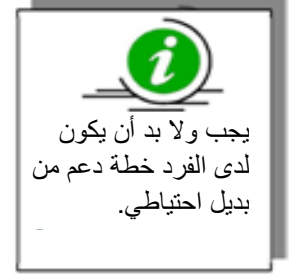 يجب ولا بد أن يكون
لدى الفرد خطة دعم من
بديل احتياطي.